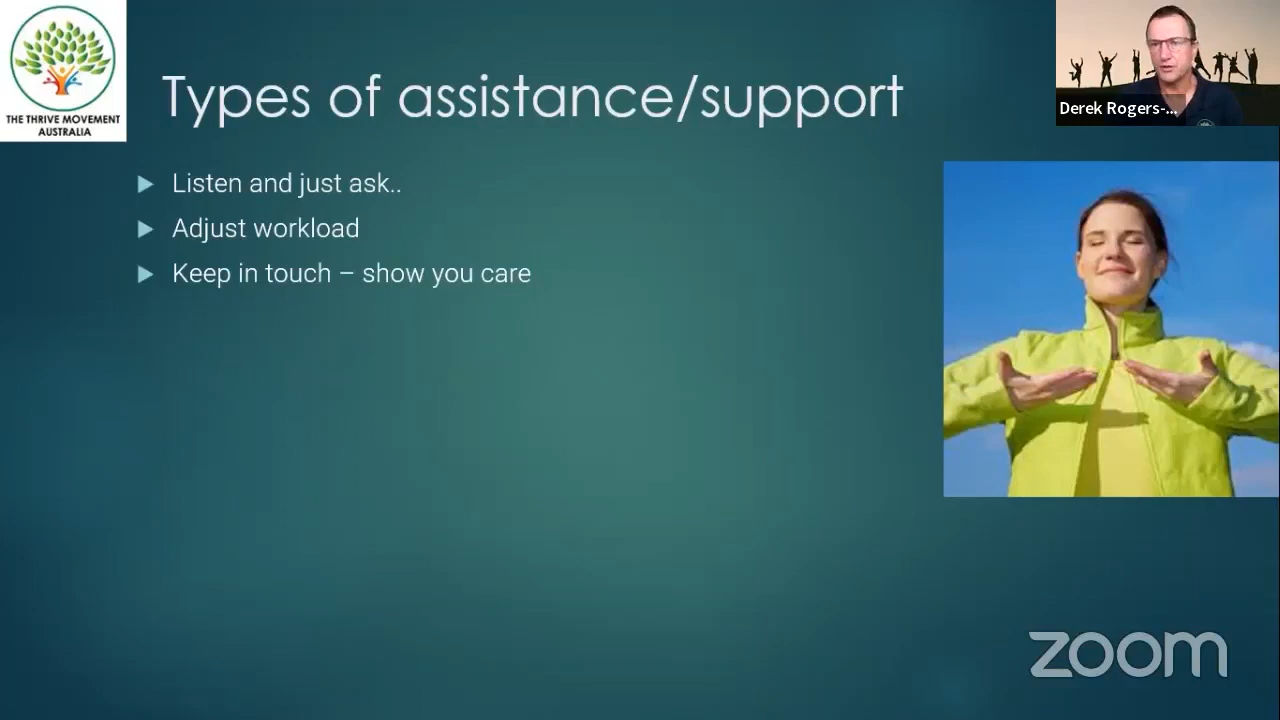 THE THRIVE MOVEMENT
AUSTRALIA
Types of assistance/support
Derek Rogers-...
Listen and just ask..
Adjust workload
Keep in touch – show you care
zoom